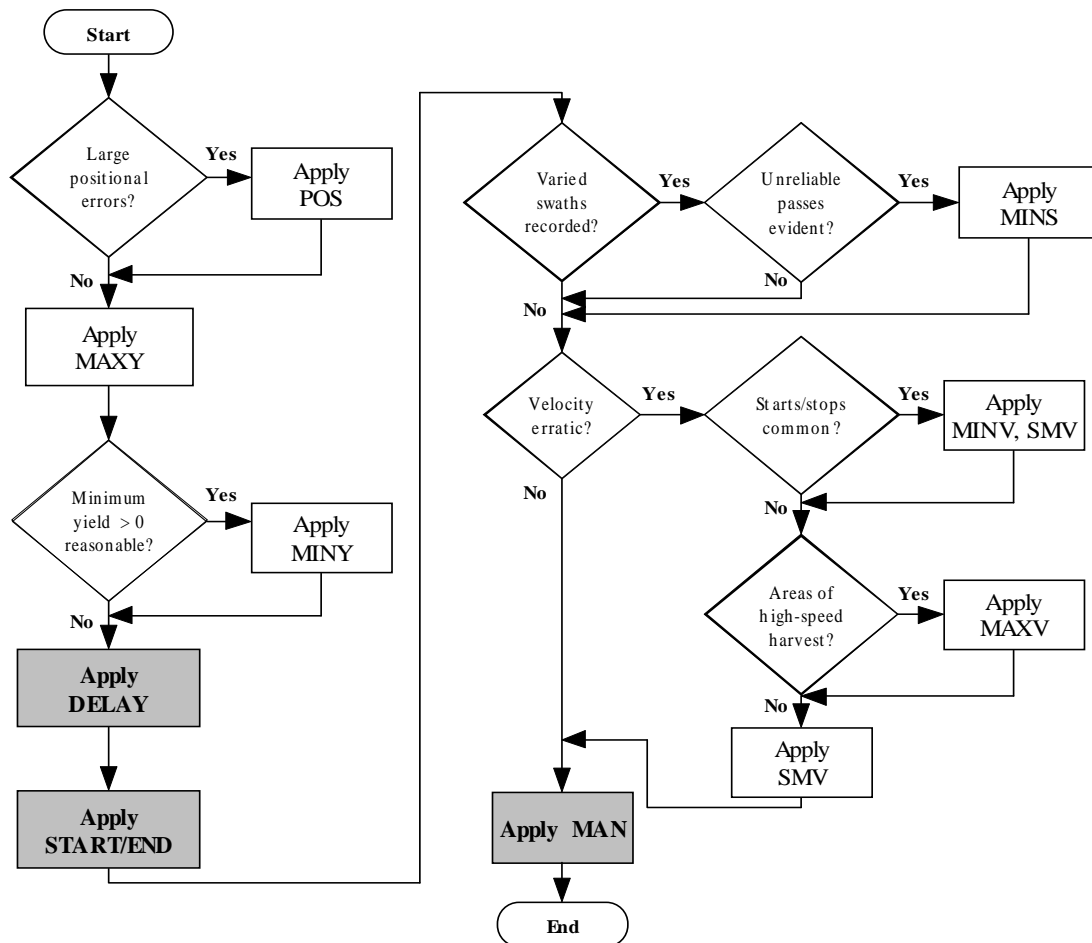 Start
Large
positional
errors?
Yes
Apply
POS
No
Apply
MAXY
Minimum
yield > 0
reasonable?
Yes
Apply
MINY
No
Apply
DELAY
Apply
START/END
Varied
swaths
recorded?
Yes
Unreliable
passes
evident?
Yes
Apply
MINS
No
No
Velocity
erratic?
Yes
Starts/stops
common?
Yes
Apply
MINV, SMV
No
No
Areas of
high-speed
harvest?
Yes
Apply
MAXV
No
Apply
SMV
Apply MAN
End